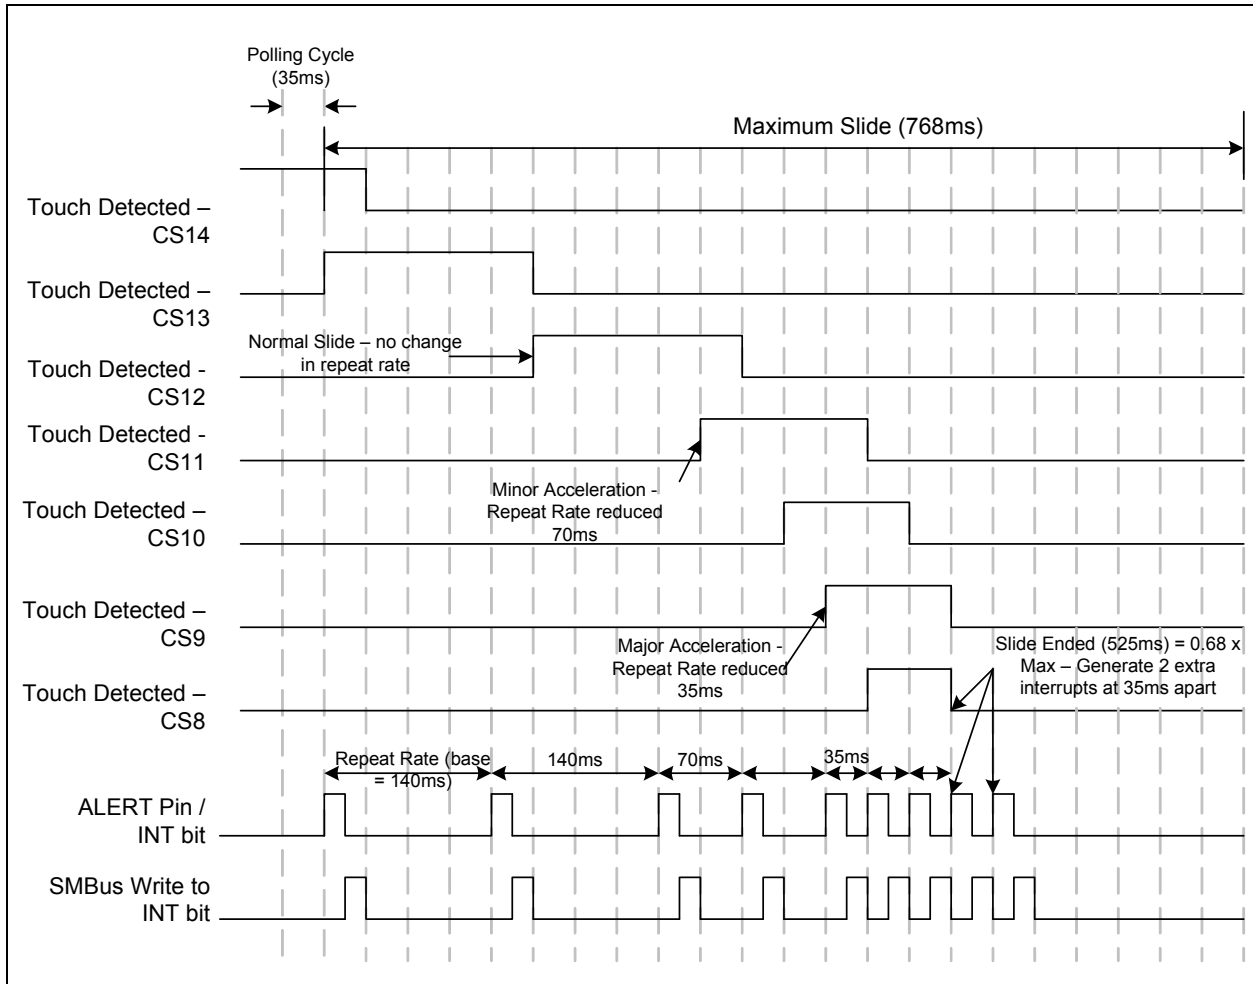 Polling Cycle
(35ms)
Maximum Slide (768ms)
Touch Detected –
CS14
Touch Detected –
CS13
Normal Slide – no change
in repeat rate
Touch Detected -
CS12
Touch Detected -
CS11
Minor Acceleration -
Repeat Rate reduced
70ms
Touch Detected –
CS10
Touch Detected –
CS9
Major Acceleration -
Repeat Rate reduced
35ms
Slide Ended (525ms) = 0.68 x
Max – Generate 2 extra
interrupts at 35ms apart
Touch Detected –
CS8
Repeat Rate (base
= 140ms)
140ms
70ms
35ms
ALERT Pin /
INT bit
SMBus Write to
INT bit